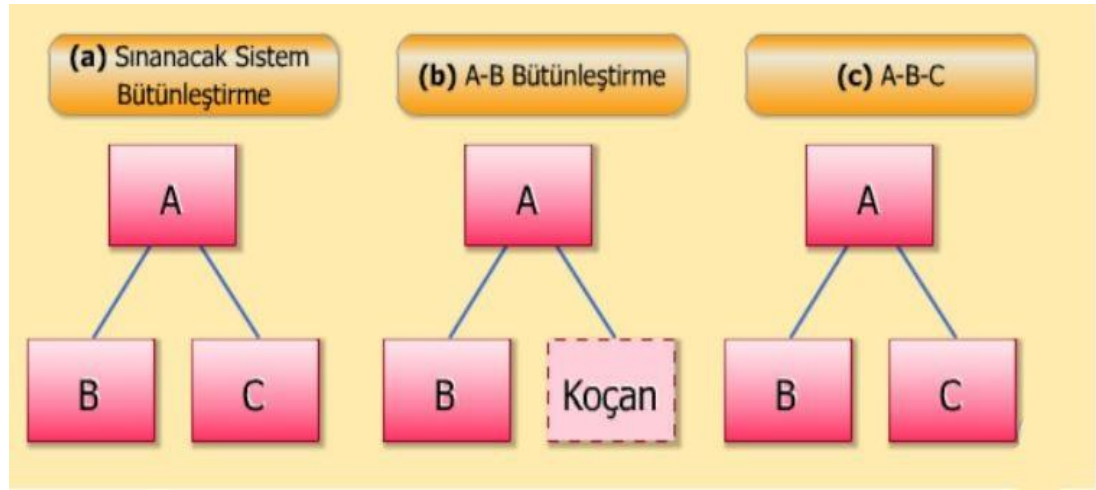 (a) Sınanacak Sistem
Bütünleştirme
(b) A-B Bütünleştirme
(c) A-B-C
A
A
A
B
C
B
Koçan
B
C